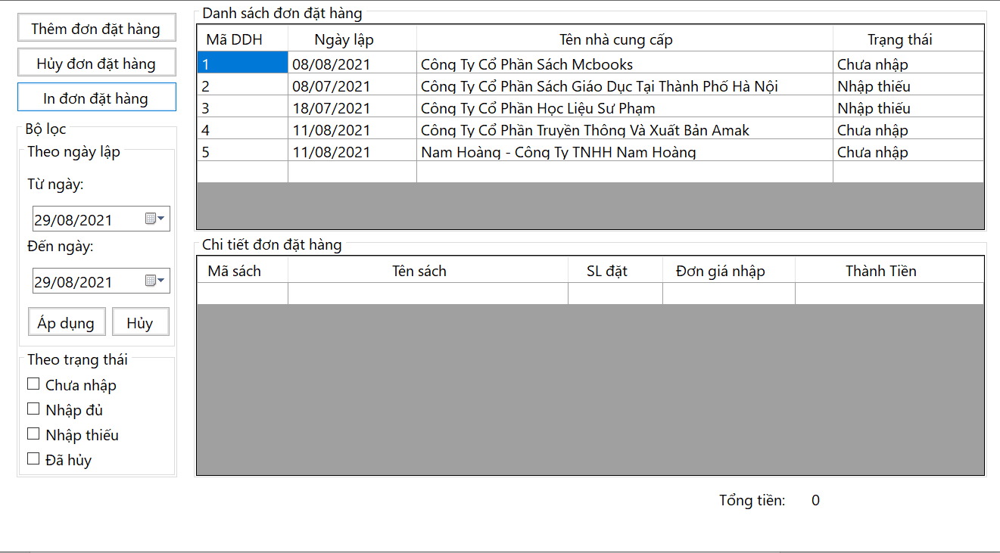 Thêm đơn đặt hàng
Hủy đơn đặt hàng
In đơn đặt hàng
Bộ lọc
Theo ngày lập
Từ ngày:
29/08/2021
Đến ngày:
29/08/2021
Áp dụng Hủy
Theo trạng thái
Chưa nhập
Nhập đủ
Nhập thiếu
Đã hủy
Danh sách đơn đặt hàng
Mã DDH Ngày lập Tên nhà cung cấp Trạng thái
1 08/08/2021 Công Ty Cổ Phần Sách Mcbooks Chưa nhập
2 08/07/2021 Công Ty Cổ Phần Sách Giáo Dục Tại Thành Phố Hà Nội Nhập thiếu
3 18/07/2021 Công Ty Cổ Phần Học Liệu Sư Phạm Nhập thiếu
4 11/08/2021 Công Ty Cổ Phần Truyền Thông Và Xuất Bản Amak Chưa nhập
5 11/08/2021 Nam Hoàng - Công Ty TNHH Nam Hoàng Chưa nhập
Chi tiết đơn đặt hàng
Mã sách Tên sách SL đặt Đơn giá nhập Thành Tiền
Tổng tiền: 0